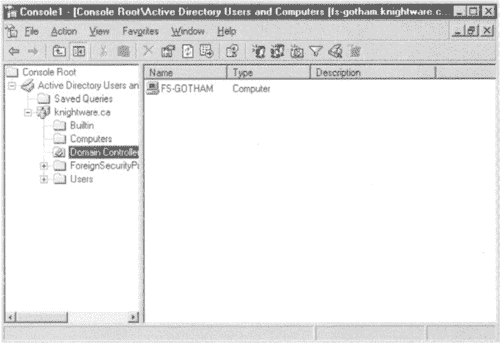 Console1 - [Console Root\Active Directory Users and Computers [fs-gotham knightware.c...
File Action View Favorites Window Help
Console Root
Active Directory Users an
Saved Queries
knightware.ca
Builtin
Computers
Domain Controlle
ForeignSecurityP
Users
Name Type Description
FS-GOTHAM Computer